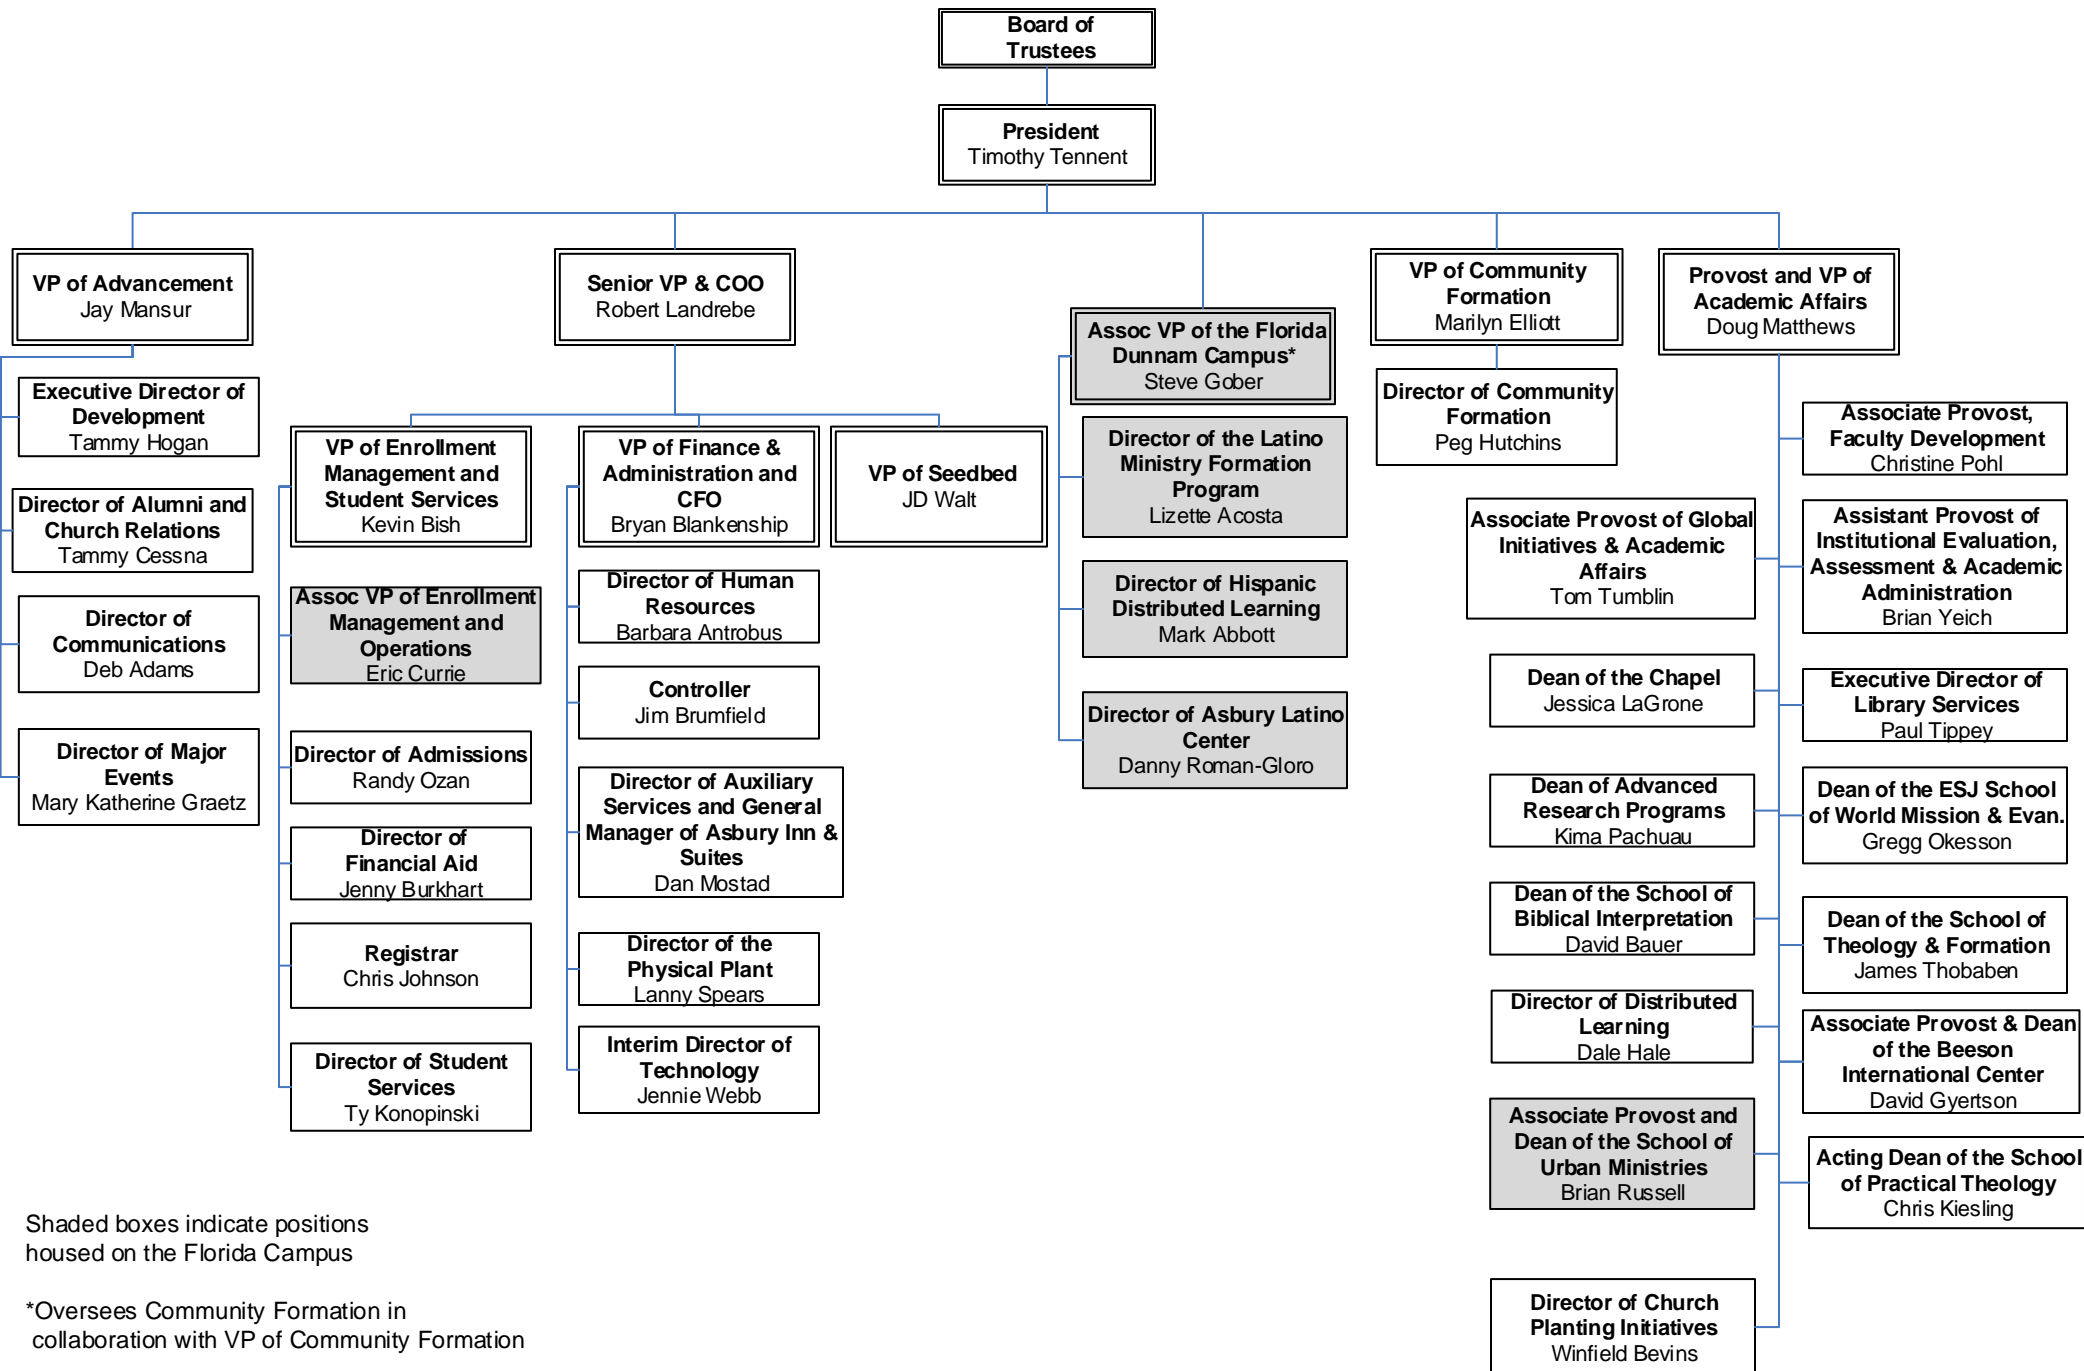 Board of
Trustees
President
Timothy Tennent
VP of Advancement
Jay Mansur
Executive Director of
Development
Tammy Hogan
Director of Alumni and
Church Relations
Tammy Cessna
Director of
Communications
Deb Adams
Director of Major
Events
Mary Katherine Graetz
Senior VP & COO
Robert Landrebe
VP of Enrollment
Management and
Student Services
Kevin Bish
Assoc VP of Enrollment
Management and
Operations
Eric Currie
Director of Admissions
Randy Ozan
Director of
Financial Aid
Jenny Burkhart
Registrar
Chris Johnson
Director of Student
Services
Ty Konopinski
VP of Finance &
Administration and
CFO
Bryan Blankenship
Director of Human
Resources
Barbara Antrobus
Controller
Jim Brumfield
Director of Auxiliary
Services and General
Manager of Asbury Inn &
Suites
Dan Mostad
Director of the
Physical Plant
Lanny Spears
Interim Director of
Technology
Jennie Webb
VP of Seedbed
JD Walt
Assoc VP of the Florida
Dunnam Campus*
Steve Gober
Director of the Latino
Ministry Formation
Program
Lizette Acosta
Director of Hispanic
Distributed Learning
Mark Abbott
Director of Asbury Latino
Center
Danny Roman-Gloro
VP of Community
Formation
Marilyn Elliott
Director of Community
Formation
Peg Hutchins
Provost and VP of
Academic Affairs
Doug Matthews
Associate Provost,
Faculty Development
Christine Pohl
Associate Provost of Global
Initiatives & Academic
Affairs
Tom Tumblin
Assistant Provost of
Institutional Evaluation,
Assessment & Academic
Administration
Brian Yeich
Dean of the Chapel
Jessica LaGrone
Executive Director of
Library Services
Paul Tippey
Dean of Advanced
Research Programs
Kima Pachuau
Dean of the ESJ School
of World Mission & Evan.
Gregg Okesson
Dean of the School of
Biblical Interpretation
David Bauer
Dean of the School of
Theology & Formation
James Thobaben
Director of Distributed
Learning
Dale Hale
Associate Provost & Dean
of the Beeson
International Center
David Gyertson
Associate Provost and
Dean of the School of
Urban Ministries
Brian Russell
Acting Dean of the School
of Practical Theology
Chris Kiesling
Director of Church
Planting Initiatives
Winfield Bevins
Shaded boxes indicate positions
housed on the Florida Campus
*Oversees Community Formation in
collaboration with VP of Community Formation